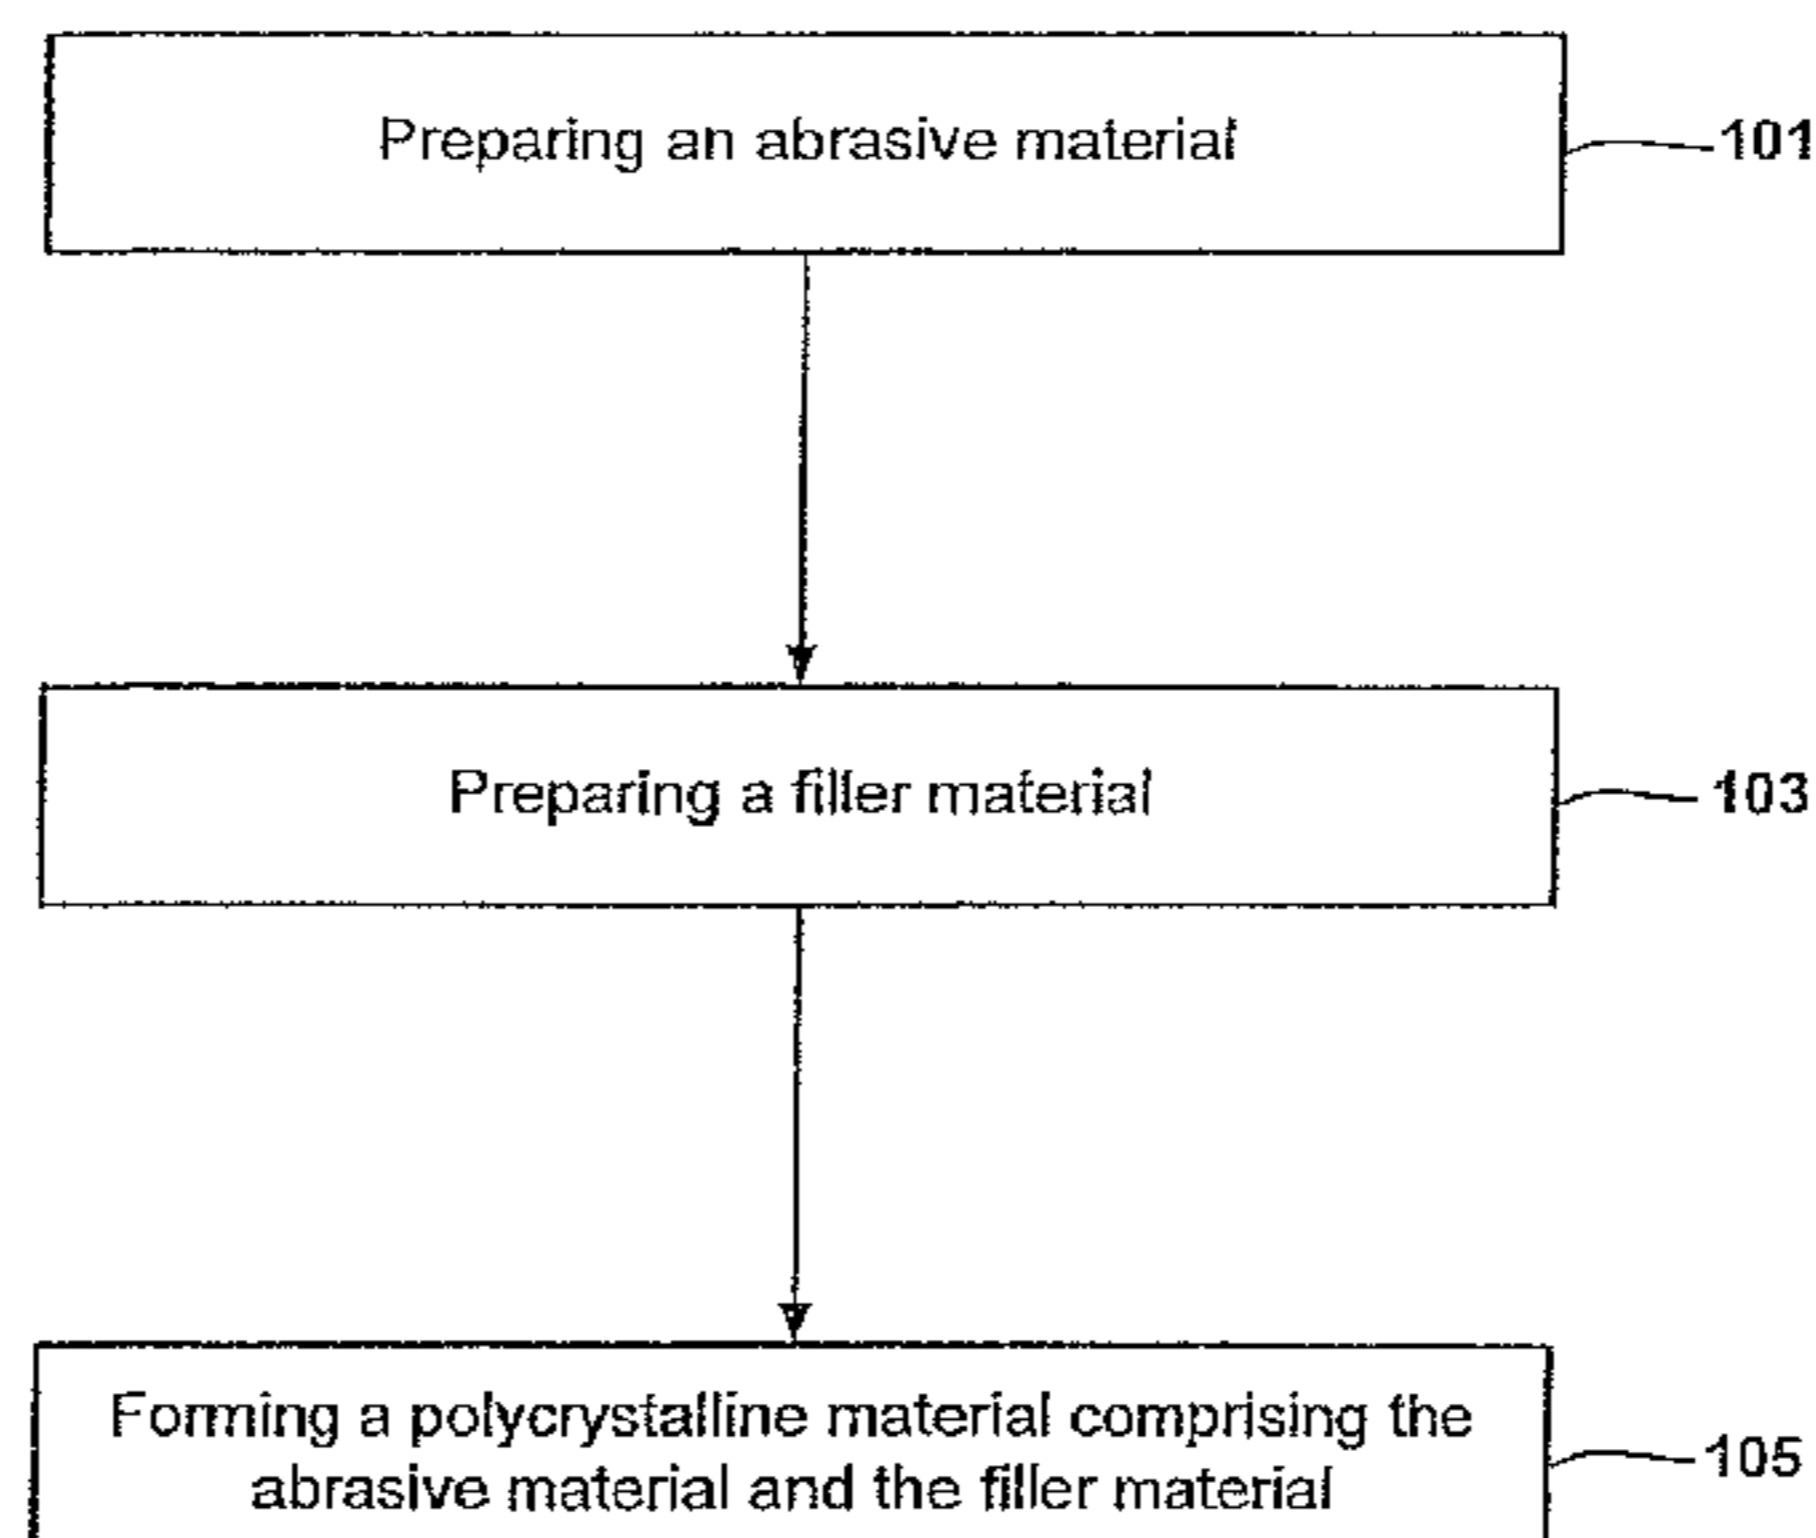 Preparing an abrasive material
101
Preparing a filler material
103
Forming a polycrystalline material comprising the
abrasive material and the filler material
105